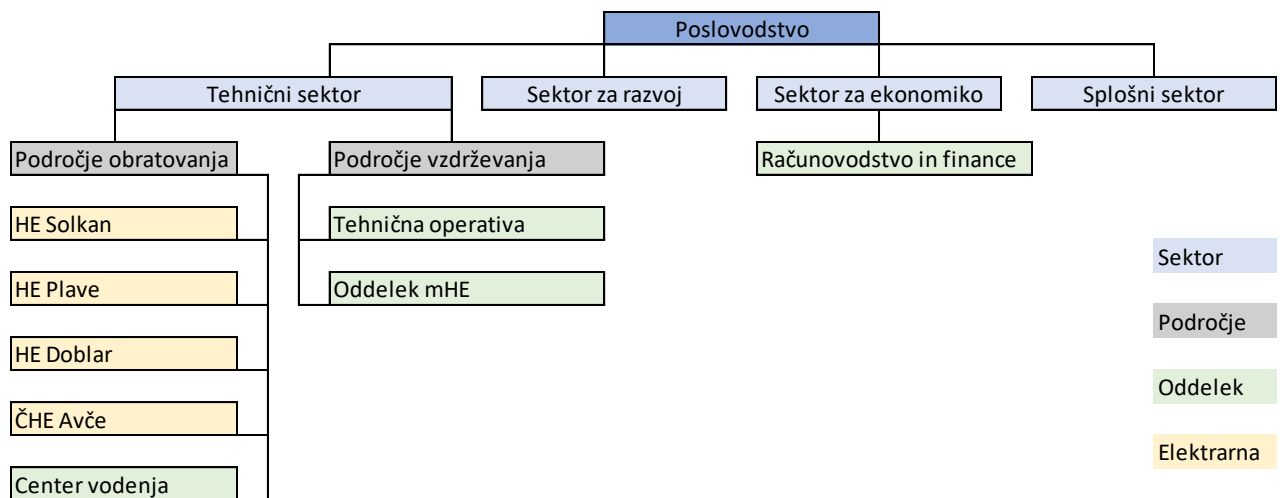 Poslovodstvo
Tehnični sektor
Sektor za razvoj
Sektor za ekonomiko
Splošni sektor
Področje obratovanja
Področje vzdrževanja
Računovodstvo in finance
HE Solkan
Tehnična operativa
HE Plave
Oddelek mHE
HE Doblar
ČHE Avče
Center vodenja
Sektor
Področje
Oddelek
Elektrarna